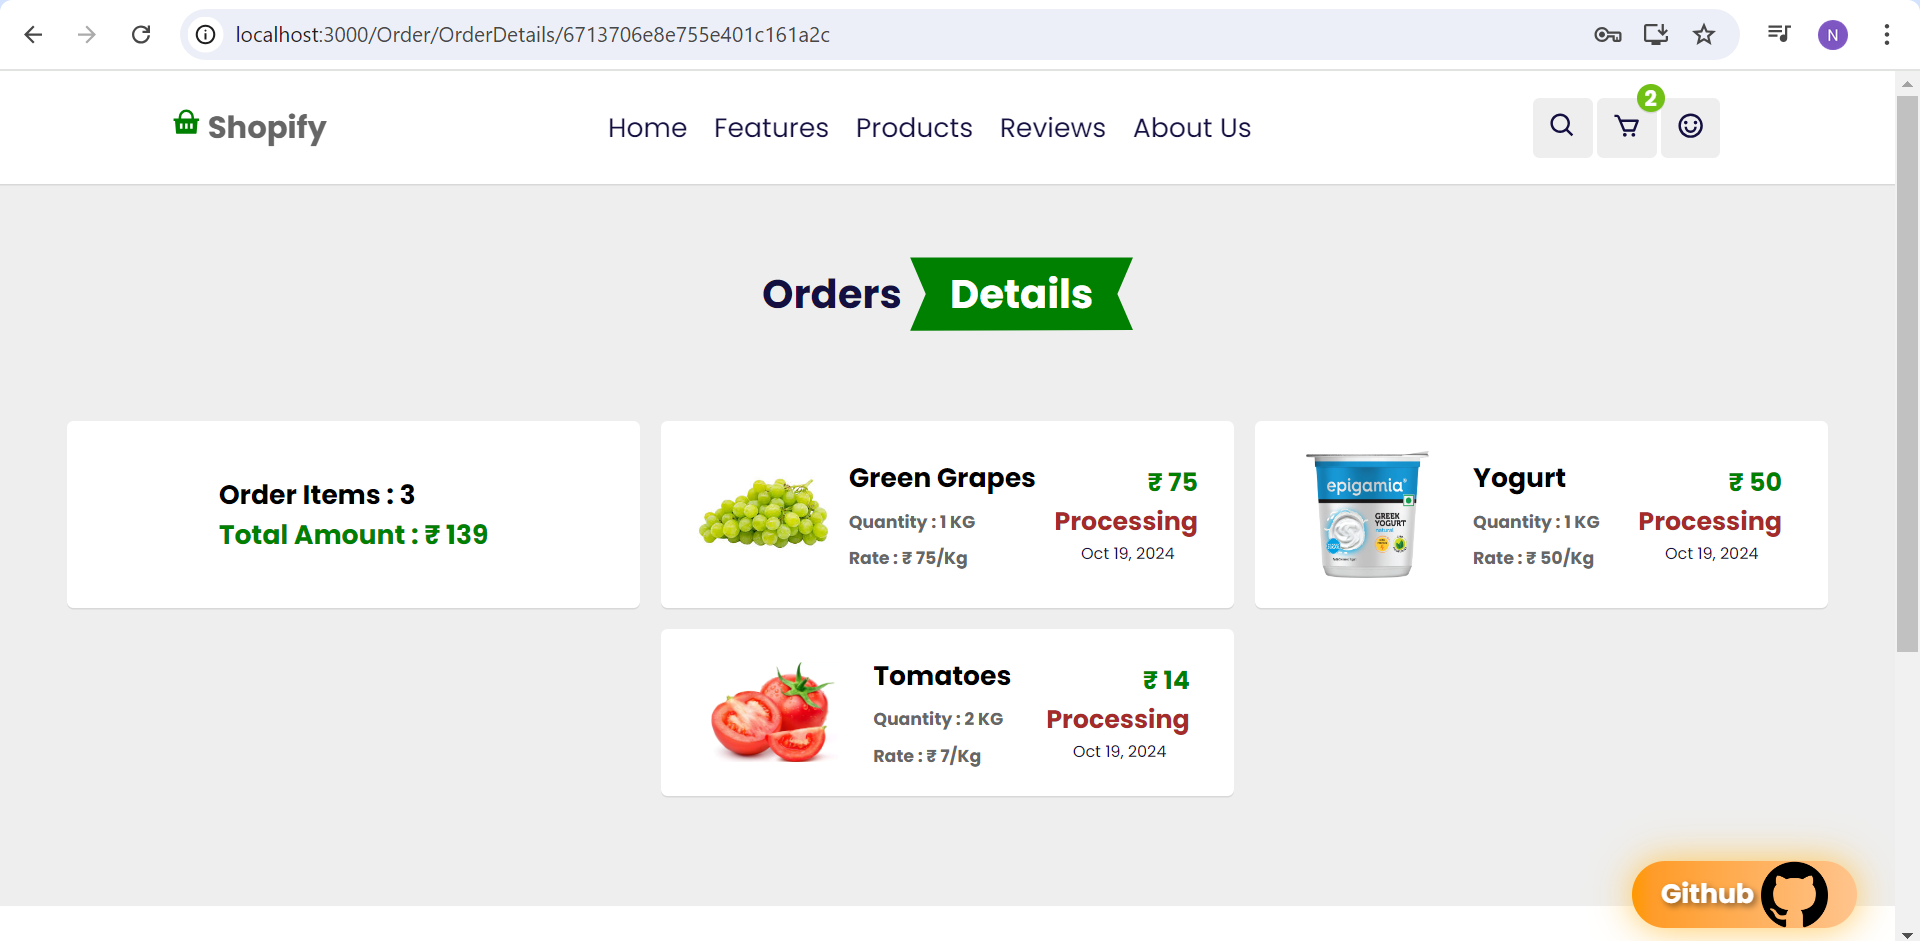 localhost:3000/Order/OrderDetails/6713706e8e755e401c161a2c
N
Shopify
Home Features Products Reviews About Us
2
Orders Details
Order Items : 3
Total Amount : ₹ 139
Green Grapes
Quantity : 1 KG
Rate : ₹ 75/Kg
₹ 75
Processing
Oct 19, 2024
epigamia
GREEK
YOGURT
natural
Yogurt
Quantity : 1 KG
Rate : ₹ 50/Kg
₹ 50
Processing
Oct 19, 2024
Tomatoes
Quantity : 2 KG
Rate : ₹ 7/Kg
₹ 14
Processing
Oct 19, 2024
Github